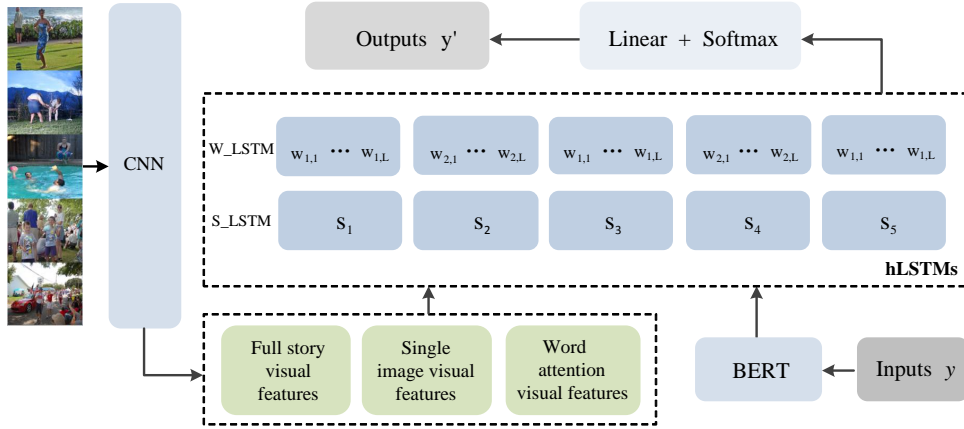 Outputs y'
Linear + Softmax
CNN
W_LSTM
w1,1 ••• w1,L
w2,1 ••• w2,L
w1,1 ••• w1,L
w2,1 ••• w2,L
w1,1 ••• w1,L
S_LSTM
S1
S2
S3
S4
S5
hLSTMs
Full story
visual
features
Single
image visual
features
Word
attention
visual features
BERT
Inputs y